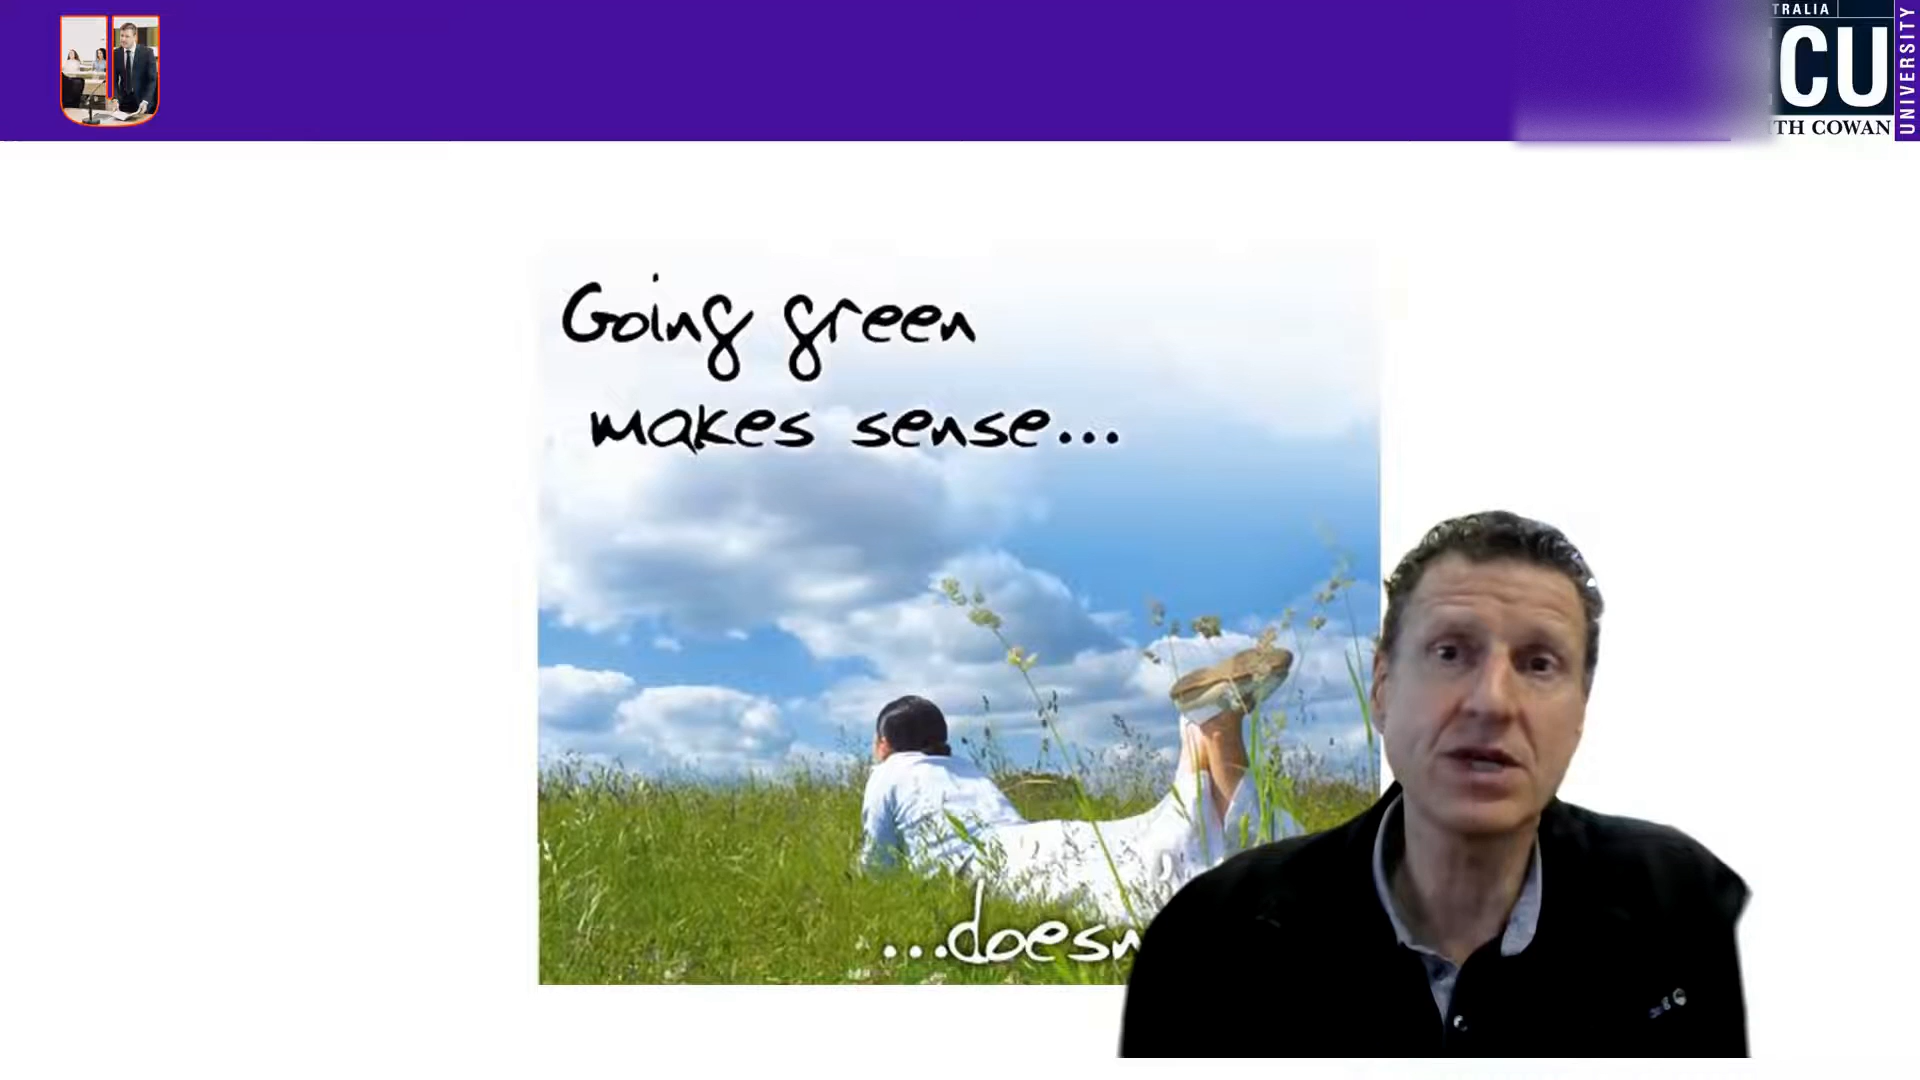 TRALIA
CU
TH COWAN
UNIVERSITY
Going green
makes sense...
...doesn